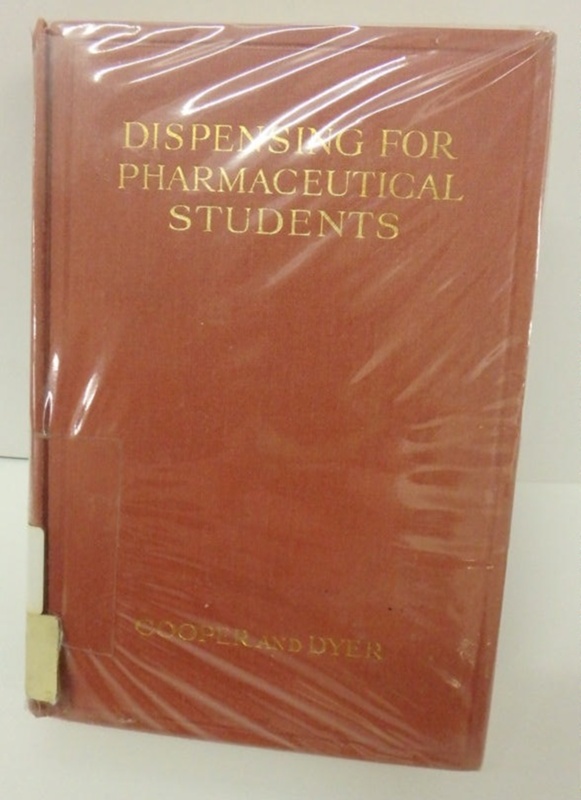 DISPENSING FOR
PHARMACEUTICAL
STUDENTS
COOPER AND DYER